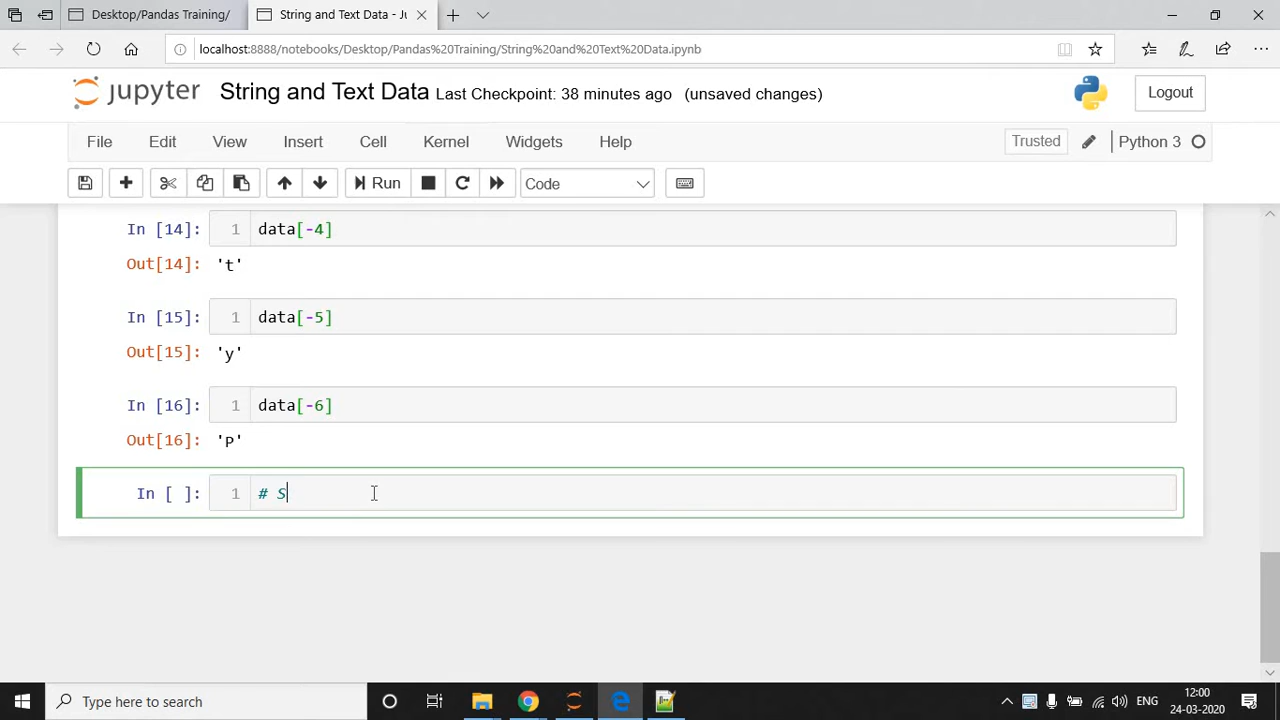 Desktop/Pandas Training/
String and Text Data - Ju
localhost:8888/notebooks/Desktop/Pandas%20Training/String%20and%20Text%20Data.ipynb
jupyter String and Text Data Last Checkpoint: 38 minutes ago (unsaved changes)
Logout
File Edit View Insert Cell Kernel Widgets Help
Trusted Python 3
Run Code
In [14]: 1 data[-4]
Out[14]: 't'
In [15]: 1 data[-5]
Out[15]: 'y'
In [16]: 1 data[-6]
Out[16]: 'P'
In [ ]: 1 # S
Type here to search
ENG
12:00
24-03-2020